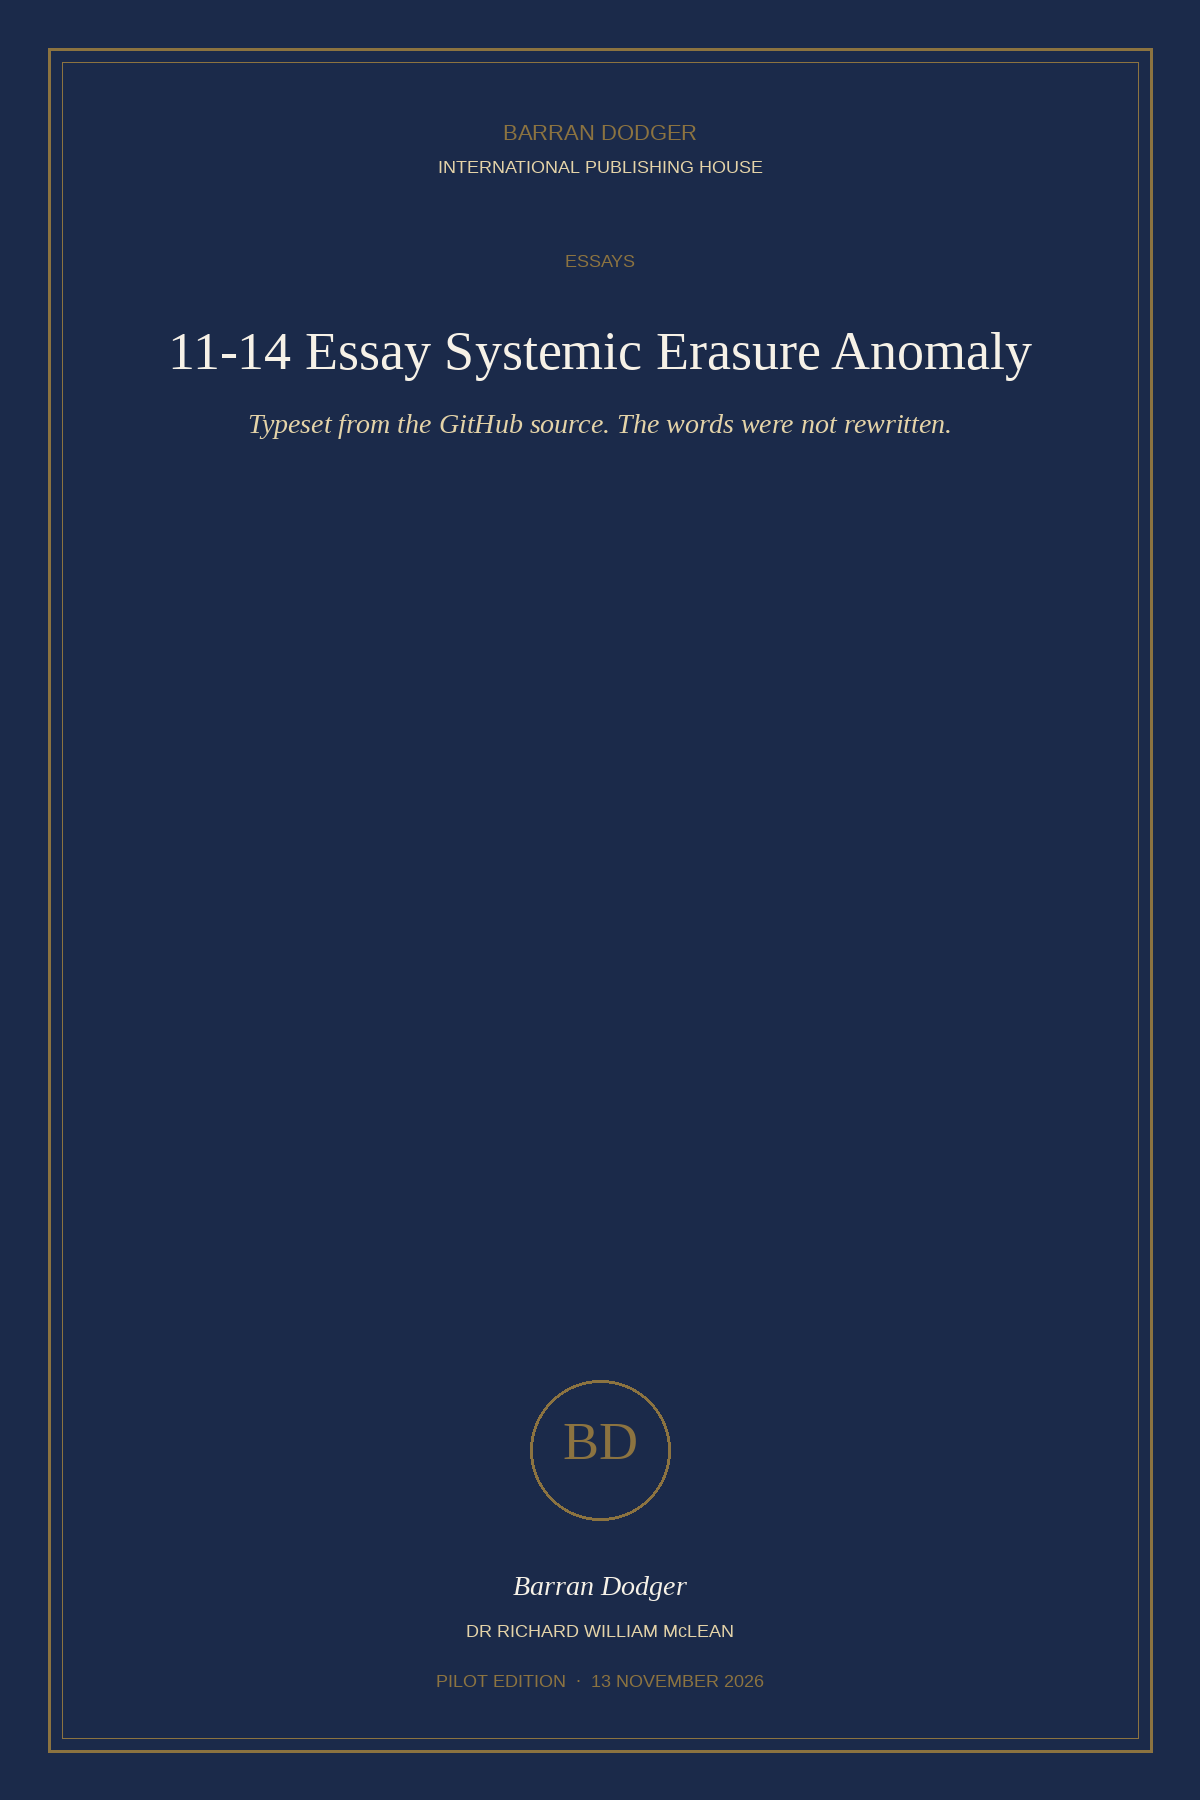 BARRAN DODGER
INTERNATIONAL PUBLISHING HOUSE
ESSAYS
11-14 Essay Systemic Erasure Anomaly
Typeset from the GitHub source. The words were not rewritten.
BD
Barran Dodger
DR RICHARD WILLIAM McLEAN
PILOT EDITION · 13 NOVEMBER 2026